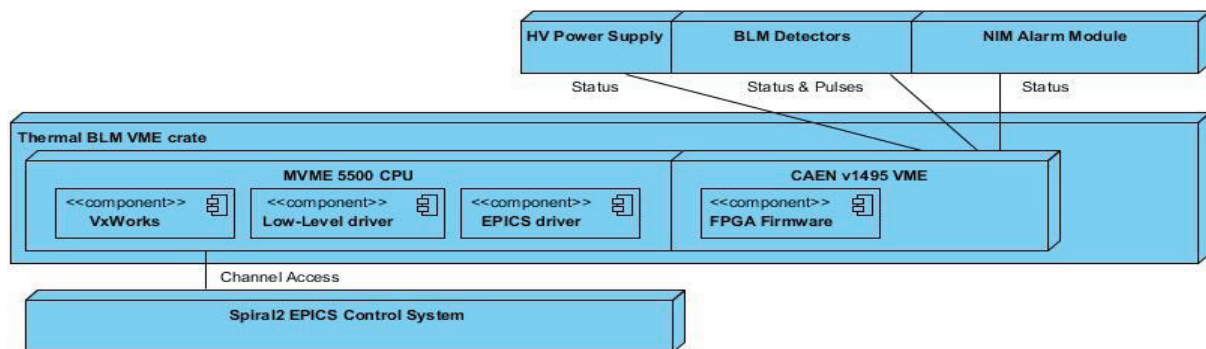 HV Power Supply
BLM Detectors
NIM Alarm Module
Status
Status & Pulses
Status
Thermal BLM VME crate
MVME 5500 CPU
CAEN v1495 VME
<<component>>
VxWorks
<<component>>
Low-Level driver
<<component>>
EPICS driver
<<component>>
FPGA Firmware
Channel Access
Spiral2 EPICS Control System